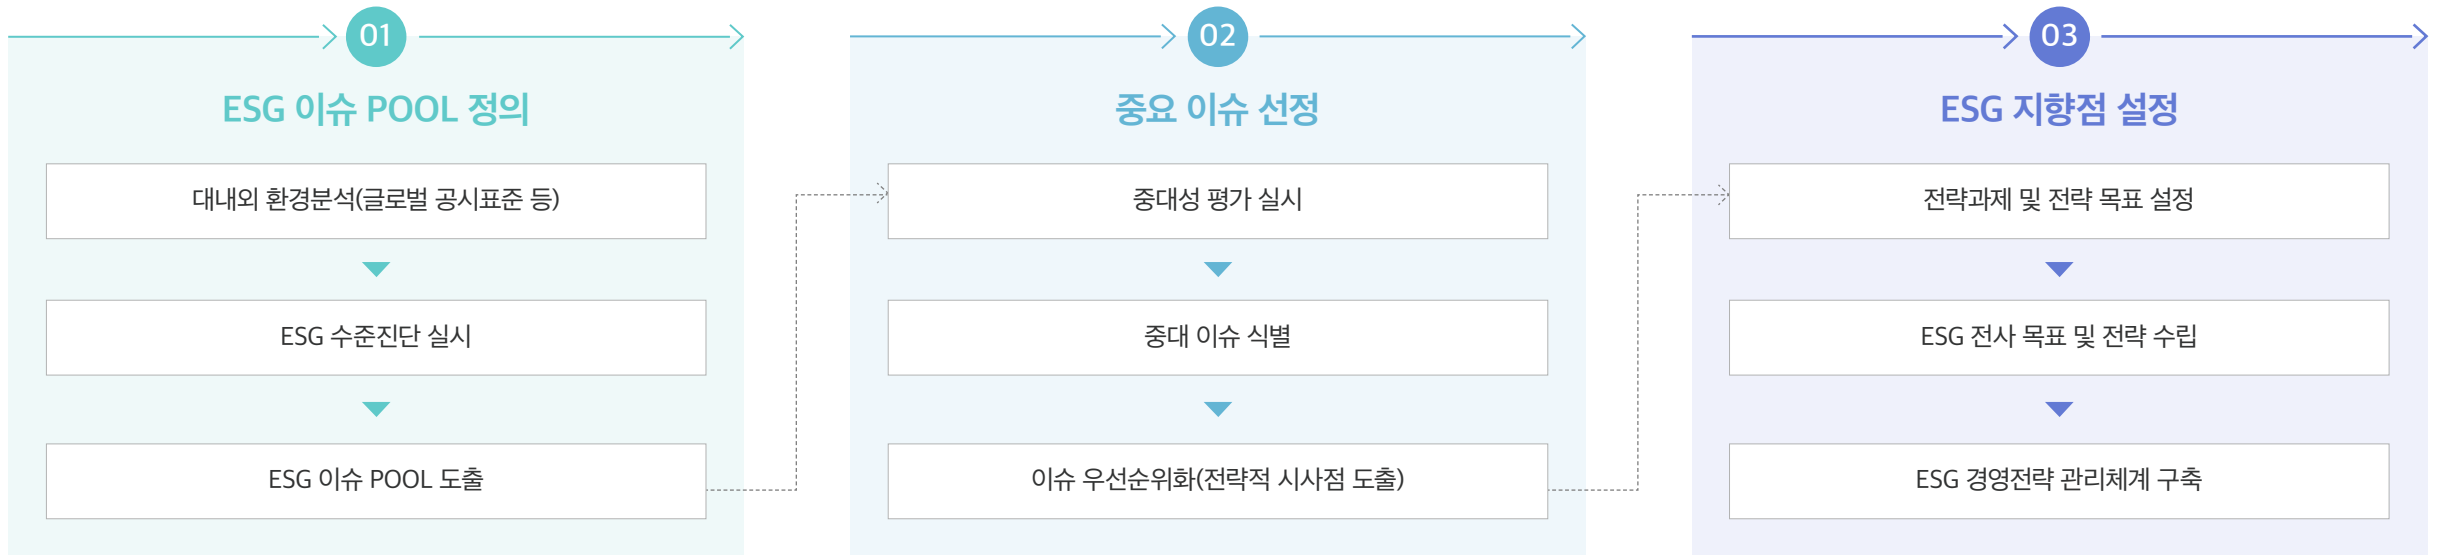 01
ESG 이슈 POOL 정의
대내외 환경분석(글로벌 공시표준 등)
ESG 수준진단 실시
ESG 이슈 POOL 도출
02
중요 이슈 선정
중대성 평가 실시
중대 이슈 식별
이슈 우선순위화(전략적 시사점 도출)
03
ESG 지향점 설정
전략과제 및 전략 목표 설정
ESG 전사 목표 및 전략 수립
ESG 경영전략 관리체계 구축